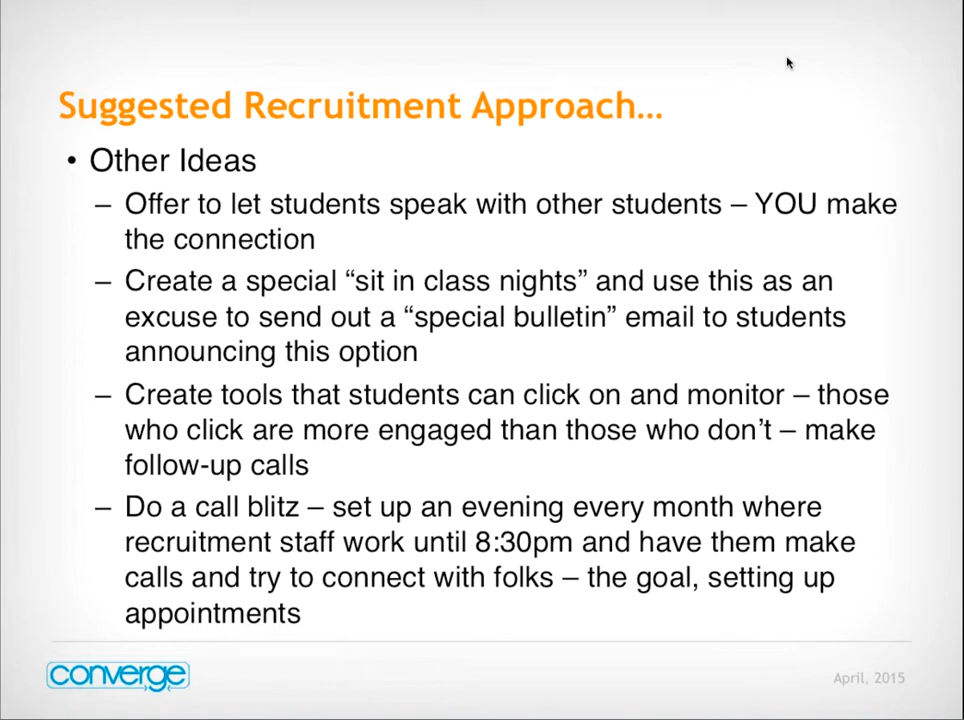 Suggested Recruitment Approach…
• Other Ideas
– Offer to let students speak with other students – YOU make
the connection
– Create a special “sit in class nights” and use this as an
excuse to send out a “special bulletin” email to students
announcing this option
– Create tools that students can click on and monitor – those
who click are more engaged than those who don’t – make
follow-up calls
– Do a call blitz – set up an evening every month where
recruitment staff work until 8:30pm and have them make
calls and try to connect with folks – the goal, setting up
appointments
converge
April, 2015